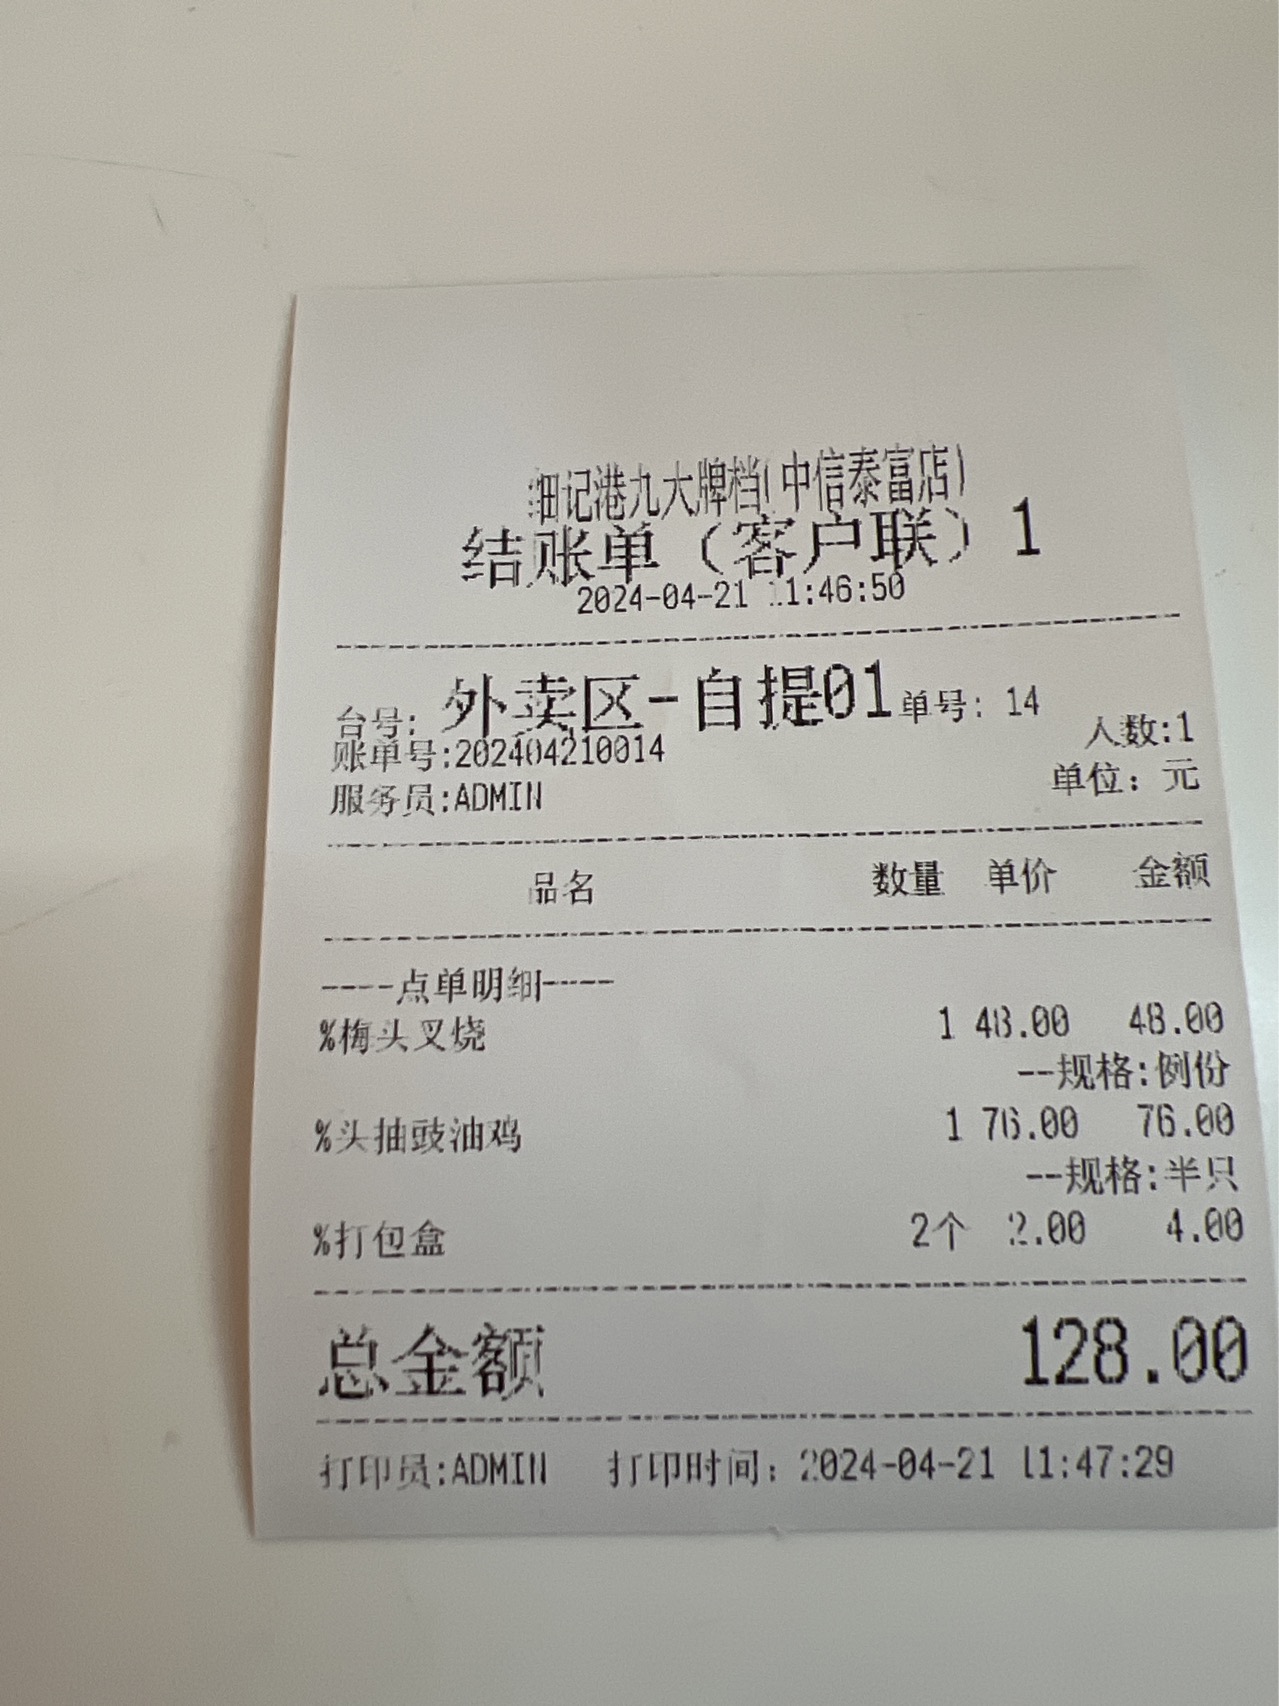 细记港九大牌档(中信泰富店)
结账单（客户联）1
2024-04-21 11:46:50
台号: 外卖区-自提01 单号: 14
账单号:202404210014 人数:1
服务员:ADMIN 单位: 元
品名 数量 单价 金额
----点单明细----
%梅头叉烧 1 48.00 48.00
--规格:例份
%头抽豉油鸡 1 76.00 76.00
--规格:半只
%打包盒 2个 2.00 4.00
总金额 128.00
打印员:ADMIN 打印时间: 2024-04-21 11:47:29